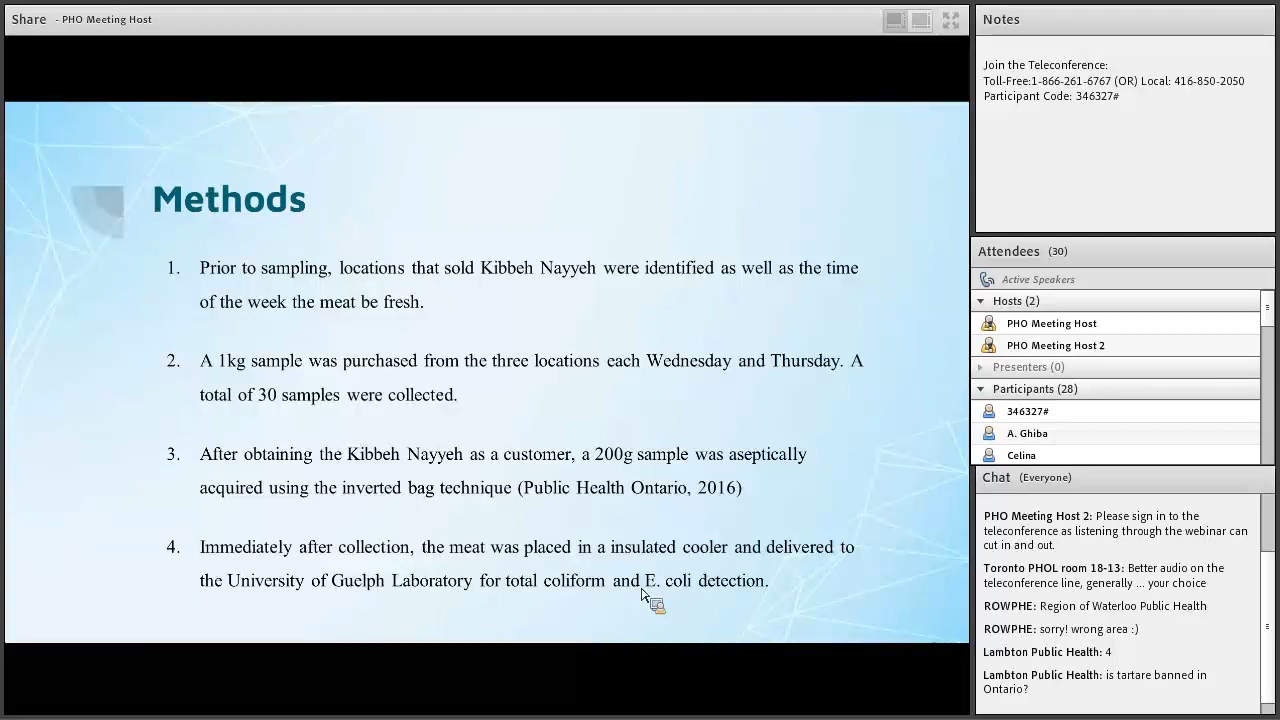 Share - PHO Meeting Host
Methods
1. Prior to sampling, locations that sold Kibbeh Nayyeh were identified as well as the time
of the week the meat be fresh.
2. A 1kg sample was purchased from the three locations each Wednesday and Thursday. A
total of 30 samples were collected.
3. After obtaining the Kibbeh Nayyeh as a customer, a 200g sample was aseptically
acquired using the inverted bag technique (Public Health Ontario, 2016)
4. Immediately after collection, the meat was placed in a insulated cooler and delivered to
the University of Guelph Laboratory for total coliform and E. coli detection.
Notes
Join the Teleconference:
Toll-Free:1-866-261-6767 (OR) Local: 416-850-2050
Participant Code: 346327#
Attendees (30)
Active Speakers
Hosts (2)
PHO Meeting Host
PHO Meeting Host 2
Presenters (0)
Participants (28)
346327#
A. Ghiba
Celina
Chat (Everyone)
PHO Meeting Host 2: Please sign in to the
teleconference as listening through the webinar can
cut in and out.
Toronto PHOL room 18-13: Better audio on the
teleconference line, generally ... your choice
ROWPHE: Region of Waterloo Public Health
ROWPHE: sorry! wrong area :)
Lambton Public Health: 4
Lambton Public Health: is tartare banned in
Ontario?